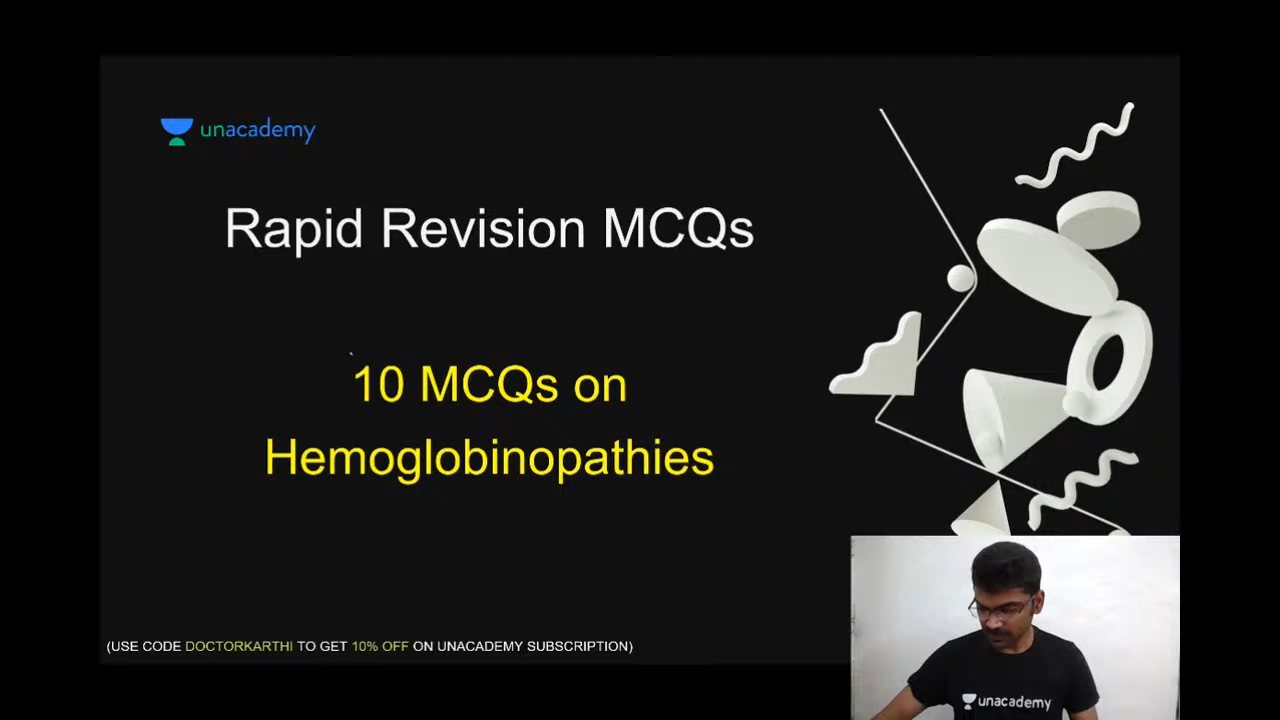 unacademy
Rapid Revision MCQs
10 MCQs on
Hemoglobinopathies
(USE CODE DOCTORKARTHI TO GET 10% OFF ON UNACADEMY SUBSCRIPTION)
unacademy